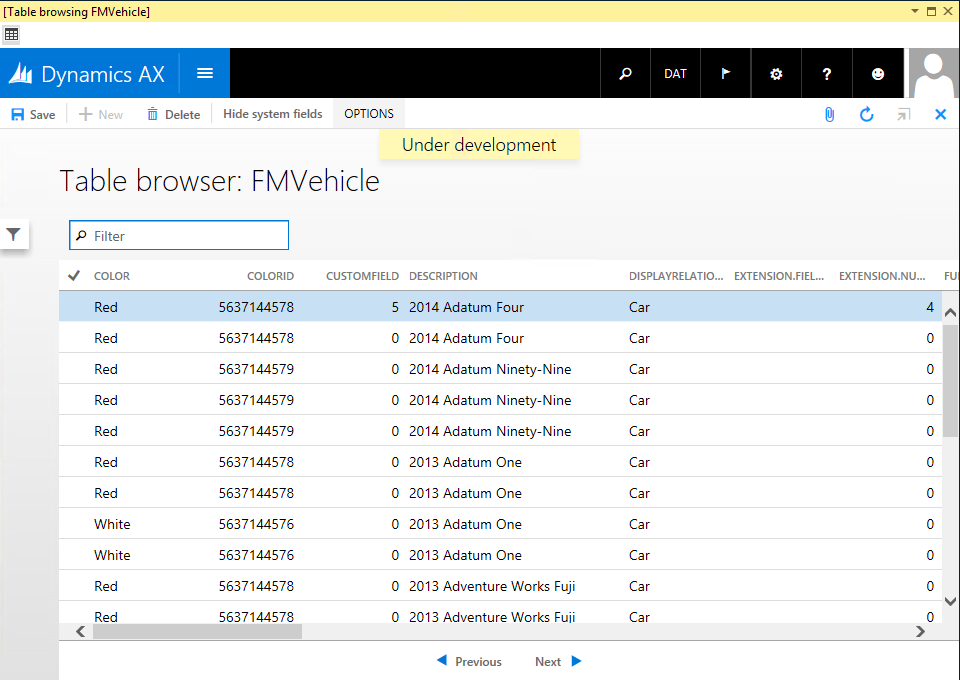 [Table browsing FMVehicle]
Dynamics AX
DAT
?
Save New Delete Hide system fields OPTIONS
Under development
Table browser: FMVehicle
Filter
COLOR COLORID CUSTOMFIELD DESCRIPTION DISPLAYRELATIO... EXTENSION.FIEL... EXTENSION.NU...
Red 5637144578 5 2014 Adatum Four Car 4
Red 5637144578 0 2014 Adatum Four Car 0
Red 5637144579 0 2014 Adatum Ninety-Nine Car 0
Red 5637144579 0 2014 Adatum Ninety-Nine Car 0
Red 5637144579 0 2014 Adatum Ninety-Nine Car 0
Red 5637144578 0 2013 Adatum One Car 0
Red 5637144578 0 2013 Adatum One Car 0
White 5637144576 0 2013 Adatum One Car 0
White 5637144576 0 2013 Adatum One Car 0
Red 5637144578 0 2013 Adventure Works Fuji Car 0
Red 5637144578 0 2013 Adventure Works Fuji Car 0
Previous Next